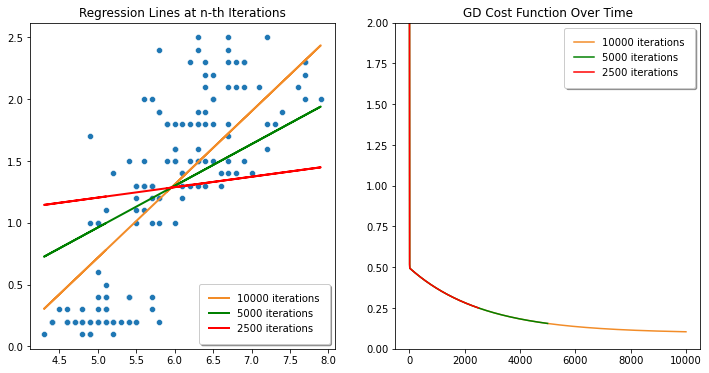 Regression Lines at n-th Iterations
2.5
2.0
1.5
1.0
0.5
0.0
4.5 5.0 5.5 6.0 6.5 7.0 7.5 8.0
10000 iterations
5000 iterations
2500 iterations
GD Cost Function Over Time
2.00
1.75
1.50
1.25
1.00
0.75
0.50
0.25
0.00
0 2000 4000 6000 8000 10000
10000 iterations
5000 iterations
2500 iterations